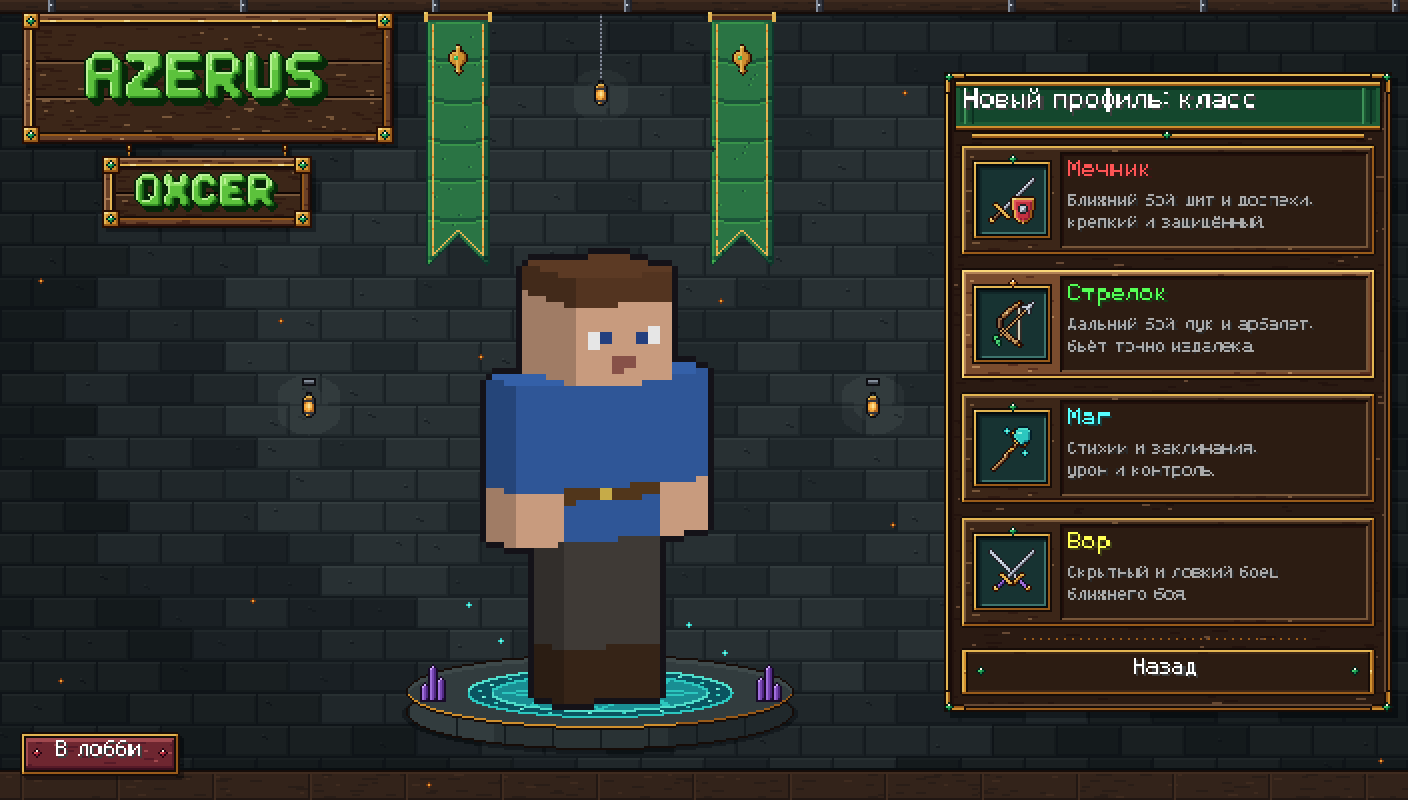 AZERUS
QXCER
Новый профиль: класс
Мечник
Ближний бой, щит и доспехи.
крепкий и защищённый.
Стрелок
Дальний бой, лук и арбалет.
бьёт точно издалека.
Маг
Стихии и заклинания.
урон и контроль.
Вор
Скрытный и ловкий боец
ближнего боя.
Назад
В лобби